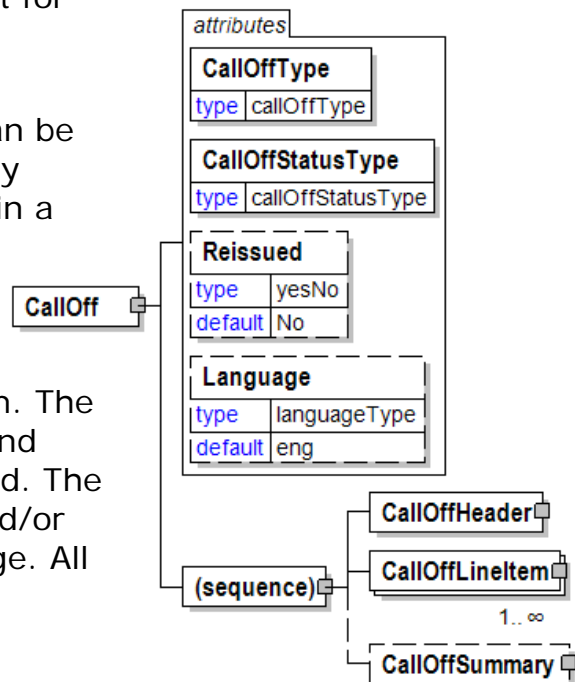 t for
an be
y
in a
n. The
nd
d. The
d/or
ge. All
attributes
CallOffType
type callOffType
CallOffStatusType
type callOffStatusType
Reissued
type yesNo
default No
Language
type languageType
default eng
CallOff
(sequence)
CallOffHeader
CallOffLineItem
1.. ∞
CallOffSummary